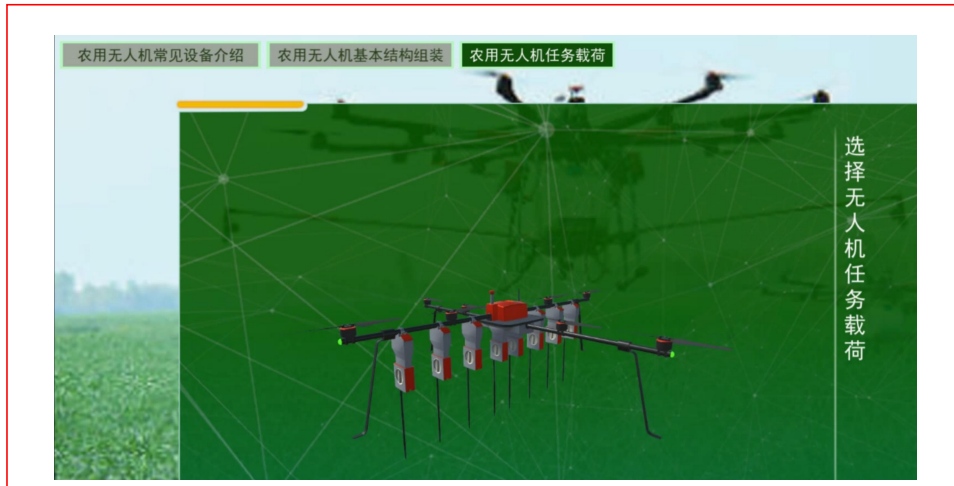 农用无人机常见设备介绍
农用无人机基本结构组装
农用无人机任务载荷
选择无人机任务载荷